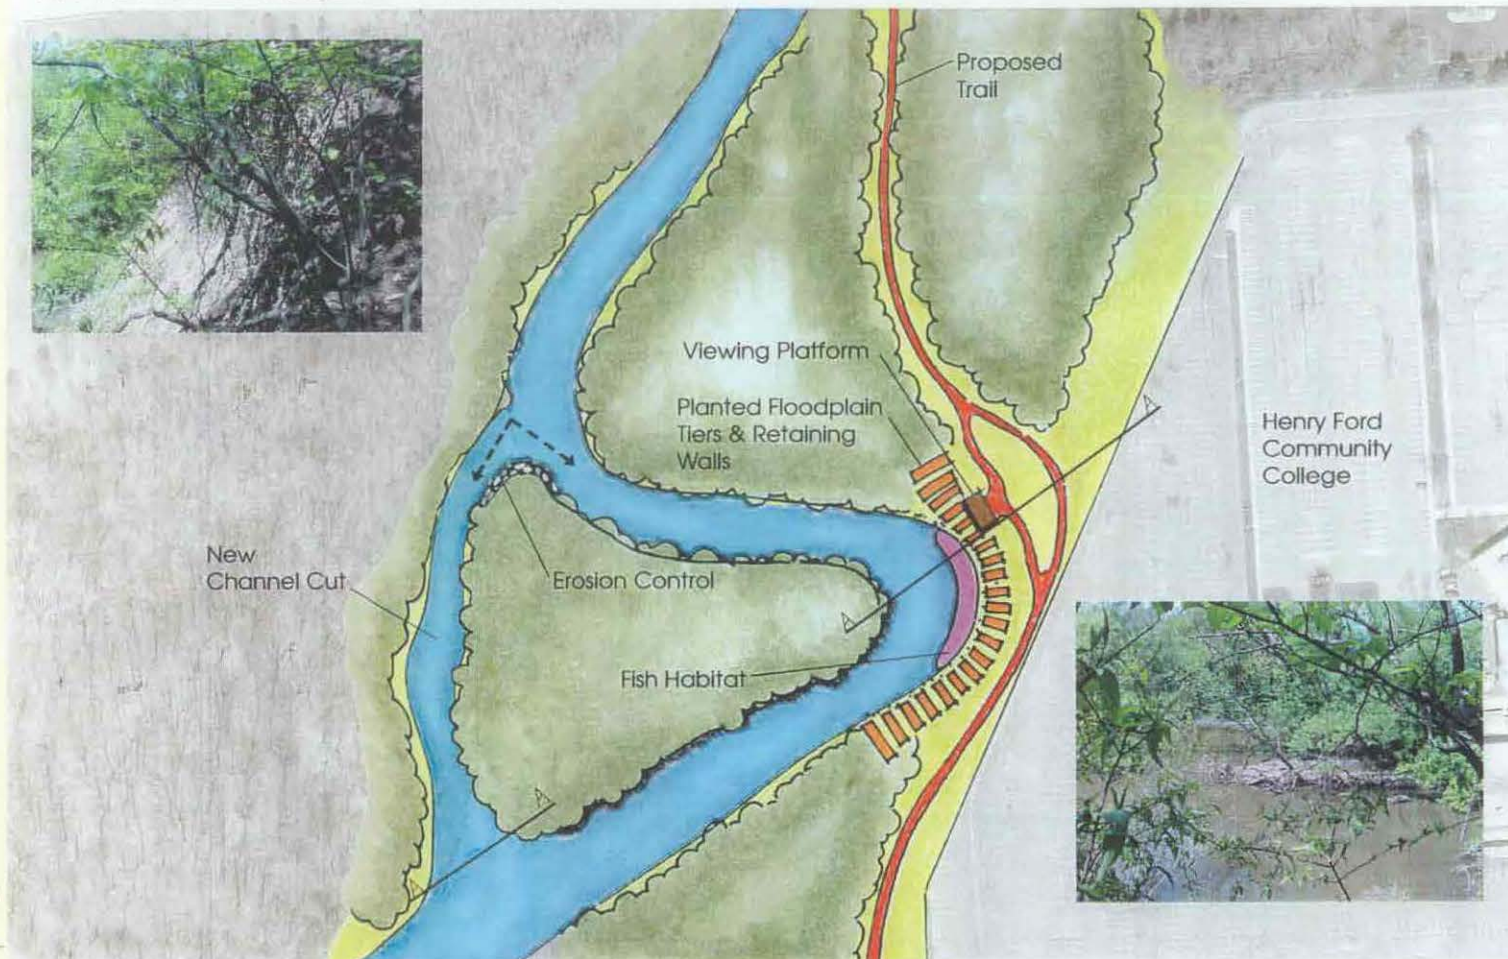 Proposed
Trail
Viewing Platform
Planted Floodplain
Tiers & Retaining
Walls
A
Henry Ford
Community
College
New
Channel Cut
Erosion Control
A
Fish Habitat
A
A